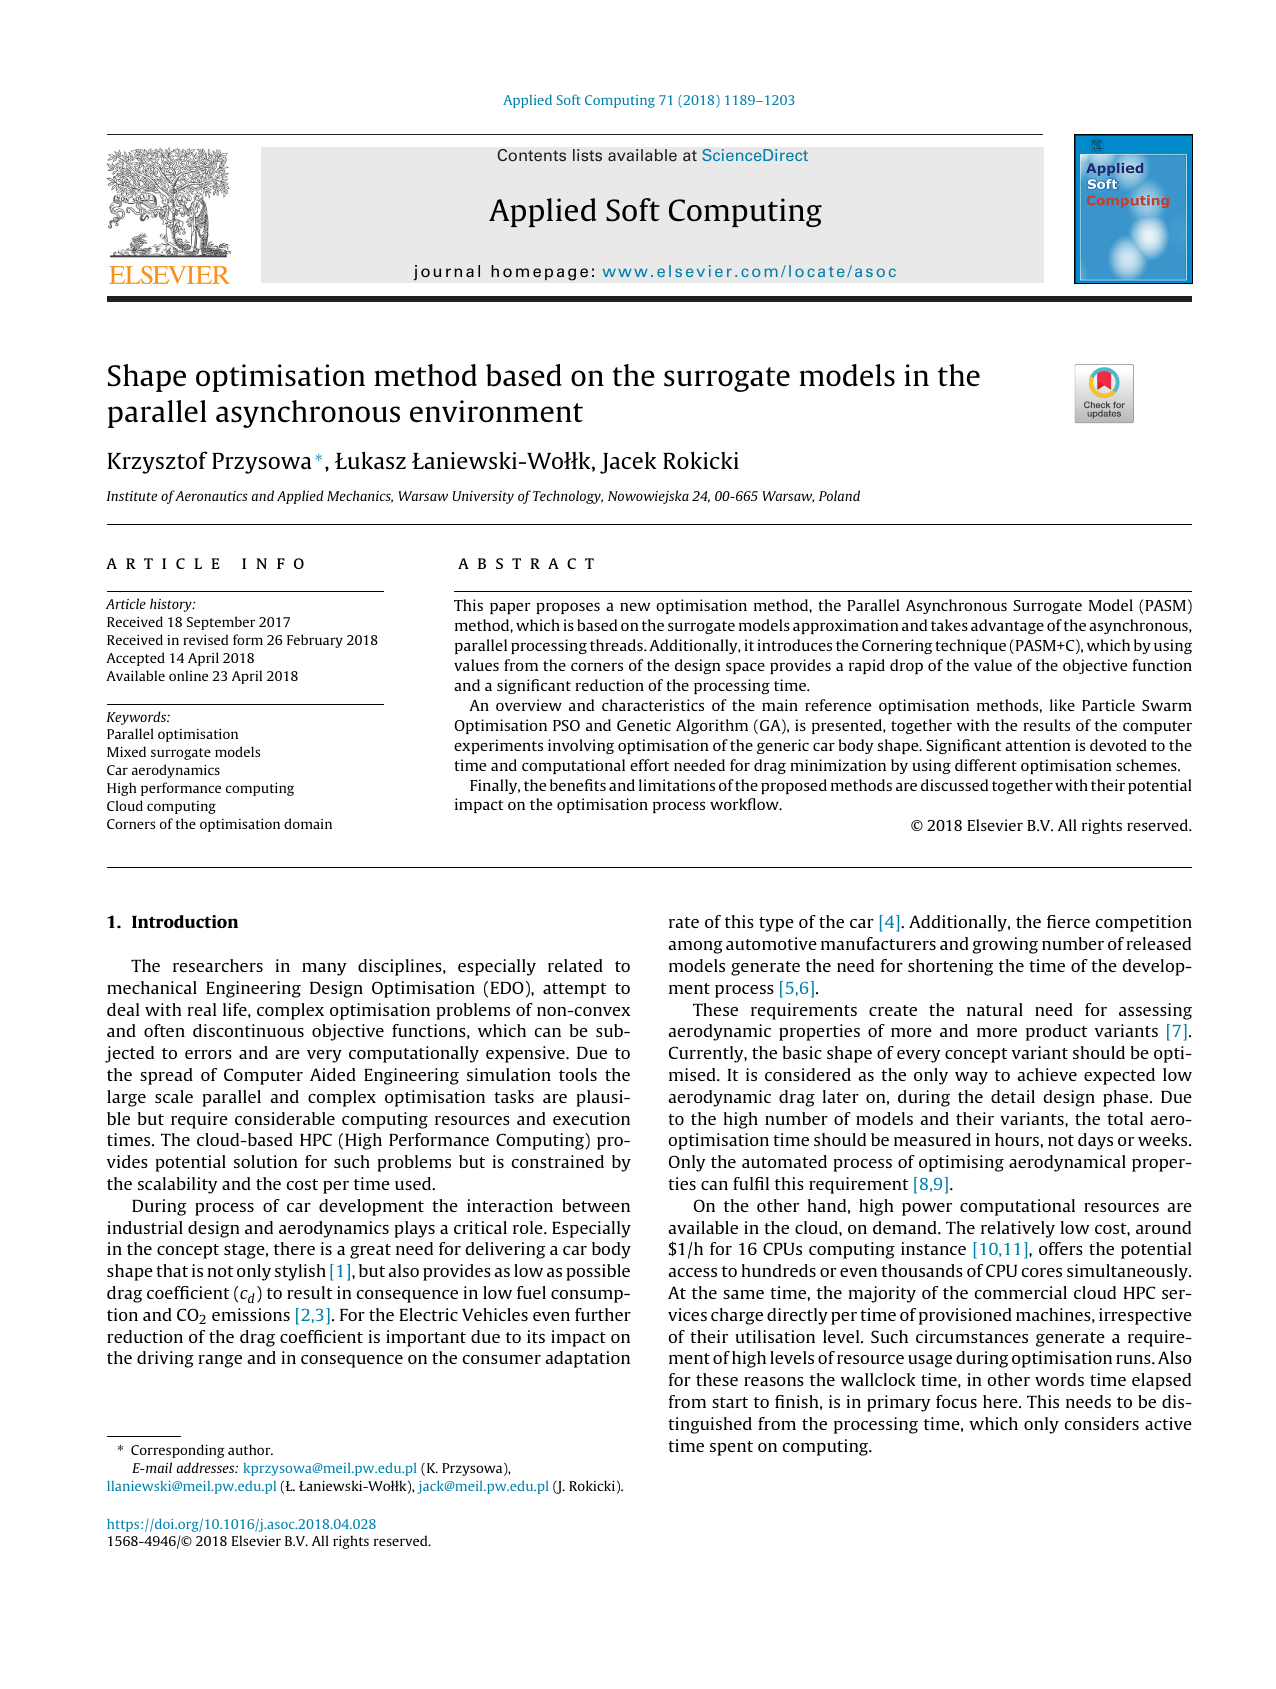 Applied Soft Computing 71 (2018) 1189–1203
Contents lists available at ScienceDirect
Applied Soft Computing
journal homepage: www.elsevier.com/locate/asoc
ELSEVIER
Applied
Soft
Computing
Shape optimisation method based on the surrogate models in the
parallel asynchronous environment
Check for
updates
Krzysztof Przysowa*, Łukasz Łaniewski-Wołłk, Jacek Rokicki
Institute of Aeronautics and Applied Mechanics, Warsaw University of Technology, Nowowiejska 24, 00-665 Warsaw, Poland
ARTICLE INFO
Article history:
Received 18 September 2017
Received in revised form 26 February 2018
Accepted 14 April 2018
Available online 23 April 2018
Keywords:
Parallel optimisation
Mixed surrogate models
Car aerodynamics
High performance computing
Cloud computing
Corners of the optimisation domain
ABSTRACT
This paper proposes a new optimisation method, the Parallel Asynchronous Surrogate Model (PASM)
method, which is based on the surrogate models approximation and takes advantage of the asynchronous,
parallel processing threads. Additionally, it introduces the Cornering technique (PASM+C), which by using
values from the corners of the design space provides a rapid drop of the value of the objective function
and a significant reduction of the processing time.
An overview and characteristics of the main reference optimisation methods, like Particle Swarm
Optimisation PSO and Genetic Algorithm (GA), is presented, together with the results of the computer
experiments involving optimisation of the generic car body shape. Significant attention is devoted to the
time and computational effort needed for drag minimization by using different optimisation schemes.
Finally, the benefits and limitations of the proposed methods are discussed together with their potential
impact on the optimisation process workflow.
© 2018 Elsevier B.V. All rights reserved.
1. Introduction
The researchers in many disciplines, especially related to
mechanical Engineering Design Optimisation (EDO), attempt to
deal with real life, complex optimisation problems of non-convex
and often discontinuous objective functions, which can be sub-
jected to errors and are very computationally expensive. Due to
the spread of Computer Aided Engineering simulation tools the
large scale parallel and complex optimisation tasks are plausi-
ble but require considerable computing resources and execution
times. The cloud-based HPC (High Performance Computing) pro-
vides potential solution for such problems but is constrained by
the scalability and the cost per time used.
During process of car development the interaction between
industrial design and aerodynamics plays a critical role. Especially
in the concept stage, there is a great need for delivering a car body
shape that is not only stylish [1], but also provides as low as possible
drag coefficient (cd) to result in consequence in low fuel consump-
tion and CO2 emissions [2,3]. For the Electric Vehicles even further
reduction of the drag coefficient is important due to its impact on
the driving range and in consequence on the consumer adaptation
* Corresponding author.
E-mail addresses: kprzysowa@meil.pw.edu.pl (K. Przysowa),
llaniewski@meil.pw.edu.pl (Ł. Łaniewski-Wołłk), jack@meil.pw.edu.pl (J. Rokicki).
rate of this type of the car [4]. Additionally, the fierce competition
among automotive manufacturers and growing number of released
models generate the need for shortening the time of the develop-
ment process [5,6].
These requirements create the natural need for assessing
aerodynamic properties of more and more product variants [7].
Currently, the basic shape of every concept variant should be opti-
mised. It is considered as the only way to achieve expected low
aerodynamic drag later on, during the detail design phase. Due
to the high number of models and their variants, the total aero-
optimisation time should be measured in hours, not days or weeks.
Only the automated process of optimising aerodynamical proper-
ties can fulfil this requirement [8,9].
On the other hand, high power computational resources are
available in the cloud, on demand. The relatively low cost, around
$1/h for 16 CPUs computing instance [10,11], offers the potential
access to hundreds or even thousands of CPU cores simultaneously.
At the same time, the majority of the commercial cloud HPC ser-
vices charge directly per time of provisioned machines, irrespective
of their utilisation level. Such circumstances generate a require-
ment of high levels of resource usage during optimisation runs. Also
for these reasons the wallclock time, in other words time elapsed
from start to finish, is in primary focus here. This needs to be dis-
tinguished from the processing time, which only considers active
time spent on computing.
https://doi.org/10.1016/j.asoc.2018.04.028
1568-4946/© 2018 Elsevier B.V. All rights reserved.